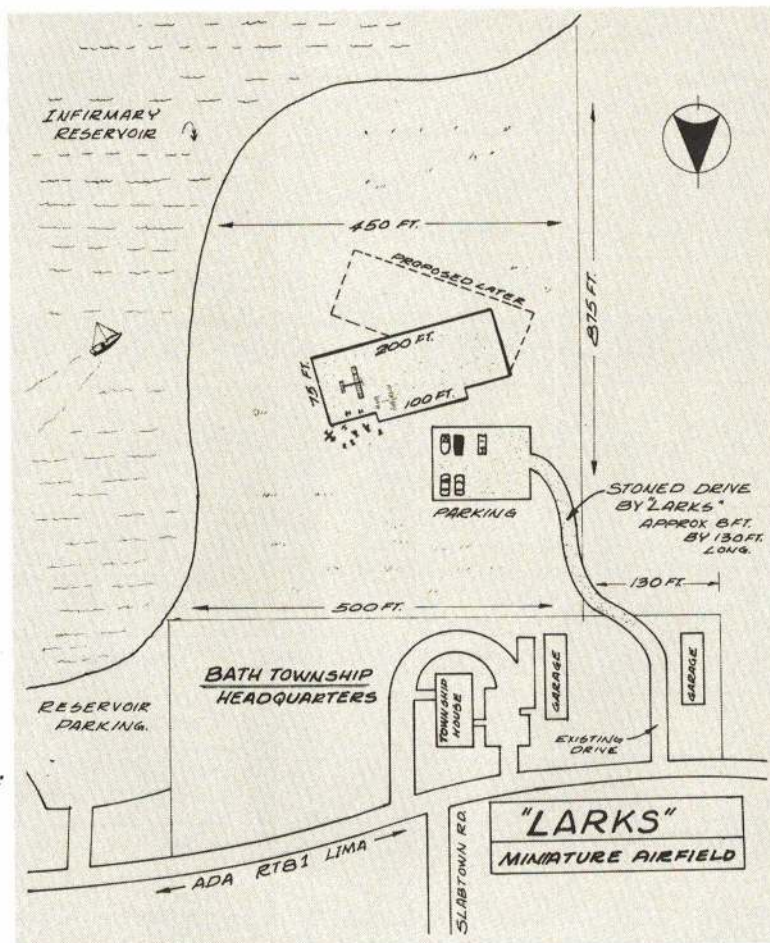 INFIRMARY
RESERVOIR
450 FT.
PROPOSED LATER
875 FT.
200 FT.
75 FT.
100 FT.
PARKING
STONED DRIVE
BY "LARKS"
APPROX 8 FT.
BY 130 FT.
LONG.
130 FT.
500 FT.
BATH TOWNSHIP
HEADQUARTERS
TOWNSHIP
HOUSE
GARAGE
GARAGE
RESERVOIR
PARKING.
EXISTING
DRIVE
ADA RT81 LIMA
SLABTOWN RD.
"LARKS"
MINIATURE AIRFIELD